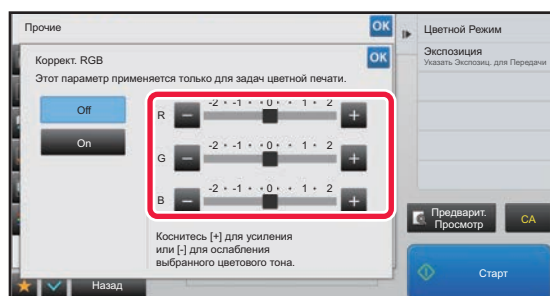 Прочие
OK
Коррект. RGB
OK
Этот параметр применяется только для задач цветной печати.
Off
On
R
-2 • -1 • • 0 • • 1 • 2
G
-2 • -1 • • 0 • • 1 • 2
B
-2 • -1 • • 0 • • 1 • 2
Коснитесь [+] для усиления
или [-] для ослабления
выбранного цветового тона.
Назад
Цветной Режим
Экспозиция
Указать Экспозиц. для Передачи
Предварит.
Просмотр
CA
Старт